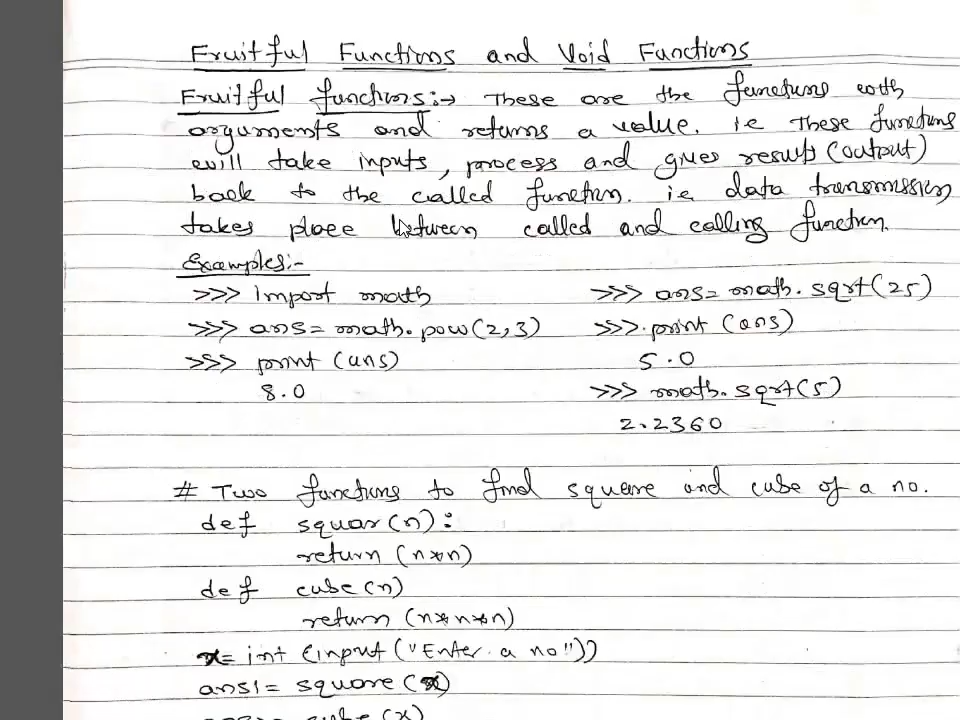 Fruitful Functions and Void Functions
Fruitful functions:→ These are the functions with
arguments and returns a value. ie These functions
will take inputs, process and gives results (output)
back to the called function. i.e data transmission
takes place between called and calling function.
Examples:-
>>> import math
>>> ans= math.pow(2,3)
>>> print (ans)
8.0
>>> ans= math.sqrt(25)
>>> print (ans)
5.0
>>> math.sqrt(5)
2.2360
# Two functions to find square and cube of a no.
def squar(n):
return (n*n)
def cube(n)
return (n*n*n)
x= int (input("Enter a no"))
ans1= square(x)
cube (x)